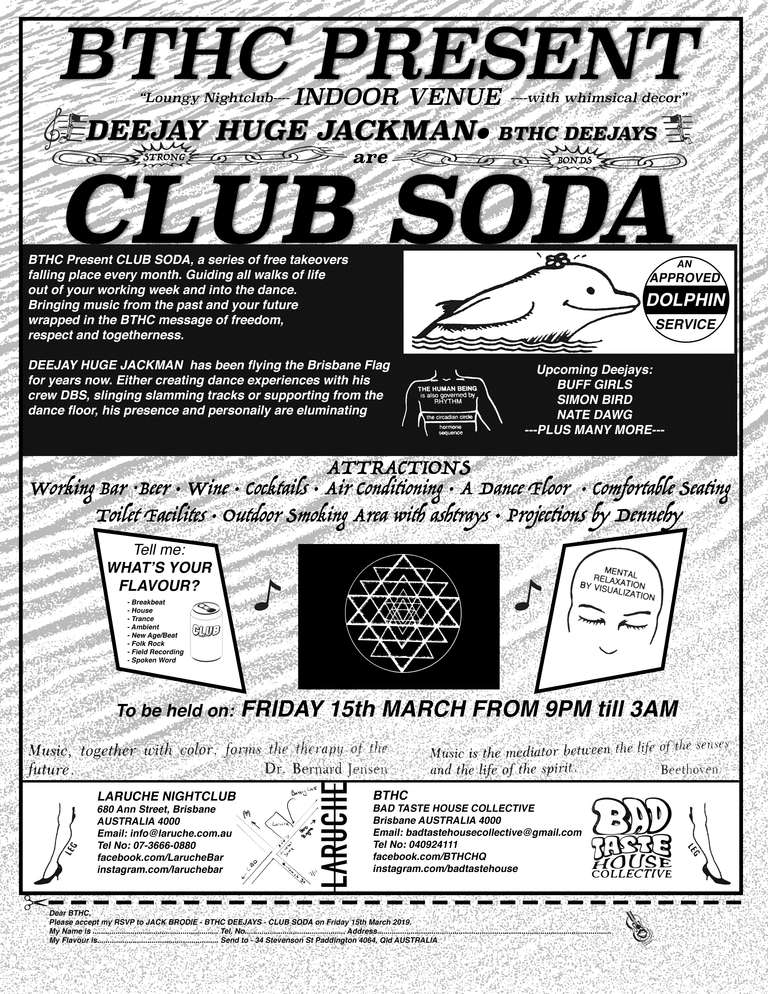 BTHC PRESENT
“Loungy Nightclub---- INDOOR VENUE ----with whimsical decor”
DEEJAY HUGE JACKMAN• BTHC DEEJAYS
STRONG are BONDS
CLUB SODA
BTHC Present CLUB SODA, a series of free takeovers
falling place every month. Guiding all walks of life
out of your working week and into the dance.
Bringing music from the past and your future
wrapped in the BTHC message of freedom,
respect and togetherness.
DEEJAY HUGE JACKMAN has been flying the Brisbane Flag
for years now. Either creating dance experiences with his
crew DBS, slinging slamming tracks or supporting from the
dance floor, his presence and personaily are eluminating
AN
APPROVED
DOLPHIN
SERVICE
THE HUMAN BEING
is also governed by
RHYTHM
the circadian circle
hormone
sequence
Upcoming Deejays:
BUFF GIRLS
SIMON BIRD
NATE DAWG
---PLUS MANY MORE---
ATTRACTIONS
Working Bar •Beer • Wine • Cocktails • Air Conditioning • A Dance Floor • Comfortable Seating
Toilet Facilites • Outdoor Smoking Area with ashtrays • Projections by Denneby
Tell me:
WHAT'S YOUR
FLAVOUR?
- Breakbeat
- House
- Trance
- Ambient
- New Age/Beat
- Folk Rock
- Field Recording
- Spoken Word
CLUB
MENTAL
RELAXATION
BY VISUALIZATION
To be held on: FRIDAY 15th MARCH FROM 9PM till 3AM
Music, together with color, forms the therapy of the
future. Dr. Bernard Jensen
Music is the mediator between the life of the senses
and the life of the spirit. Beethoven
LEG
LARUCHE NIGHTCLUB
680 Ann Street, Brisbane
AUSTRALIA 4000
Email: info@laruche.com.au
Tel No: 07-3666-0880
facebook.com/LarucheBar
instagram.com/laruchebar
LARUCHE
BTHC
BAD TASTE HOUSE COLLECTIVE
Brisbane AUSTRALIA 4000
Email: badtastehousecollective@gmail.com
Tel No: 040924111
facebook.com/BTHCHQ
instagram.com/badtastehouse
BAD
TASTE
HOUSE
COLLECTIVE
LEG
Dear BTHC,
Please accept my RSVP to JACK BRODIE - BTHC DEEJAYS - CLUB SODA on Friday 15th March 2019.
My Name is .......................................................... Tel, No.............................................. Address............................................................................................................
My Flavour is........................................................ Send to - 34 Stevenson St Paddington 4064, Qld AUSTRALIA